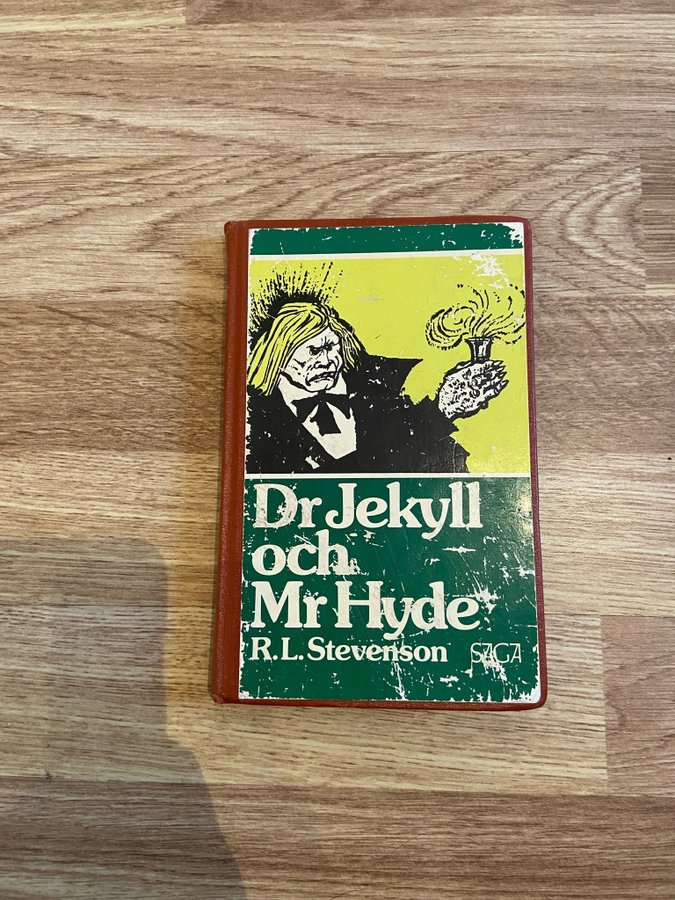 Dr Jekyll
och
Mr Hyde
R.L. Stevenson SAGA